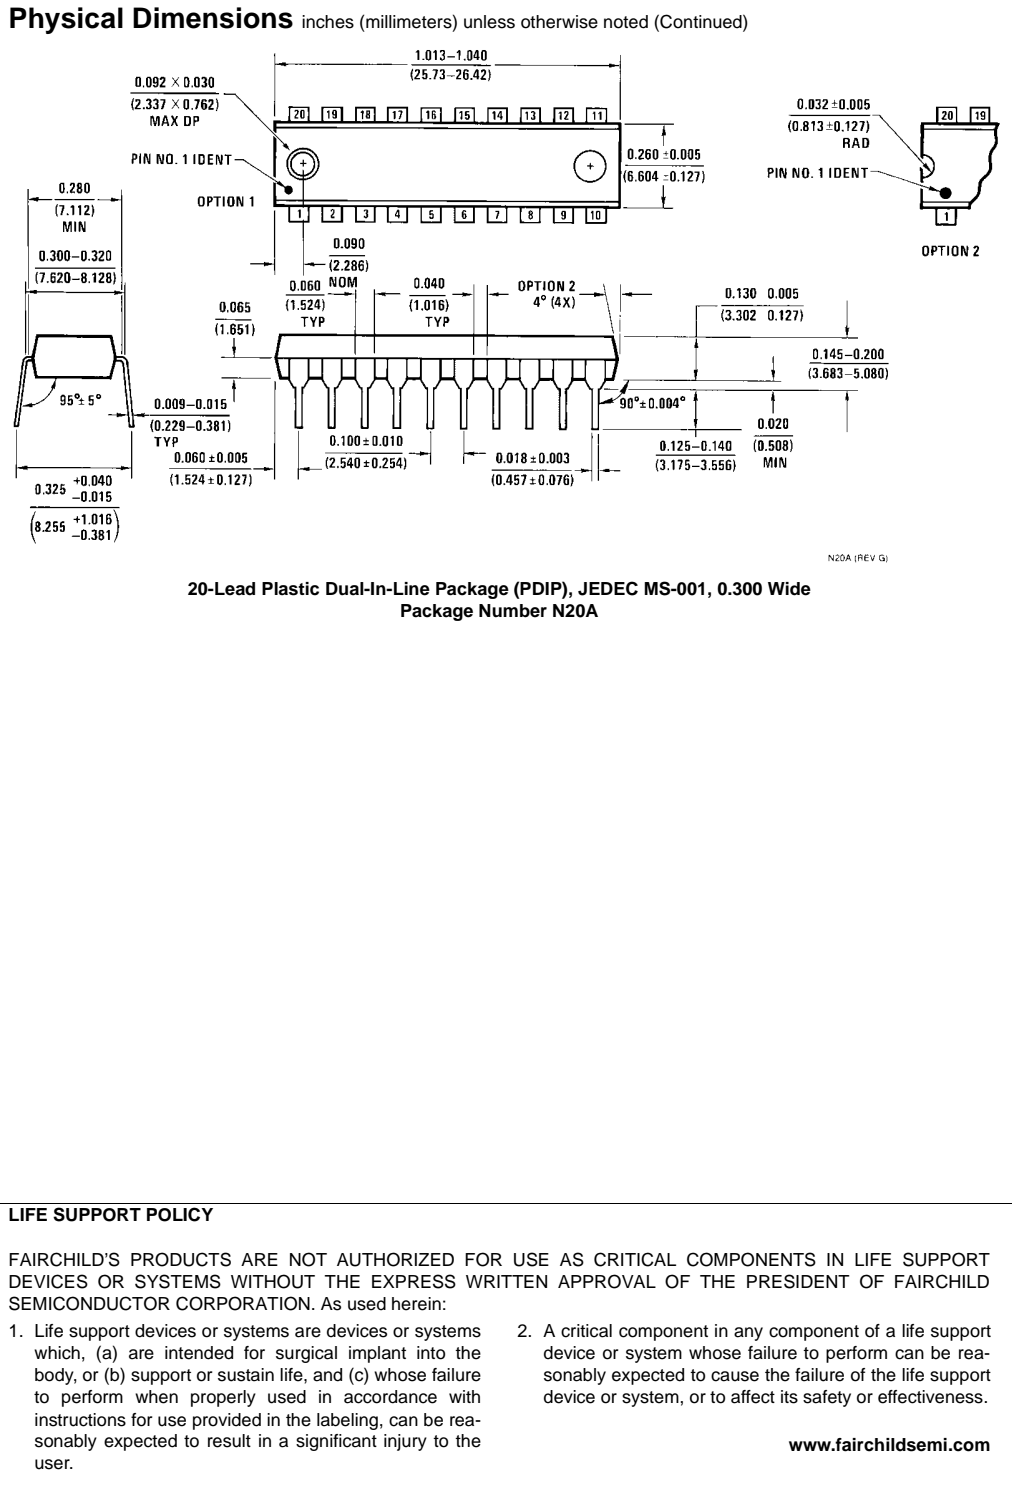 Physical Dimensions inches (millimeters) unless otherwise noted (Continued)
1.013–1.040
(25.73–26.42)
0.092 × 0.030
(2.337 × 0.762)
MAX DP
0.032 ±0.005
(0.813±0.127)
RAD
20 19 18 17 16 15 14 13 12 11
20 19
PIN NO. 1 IDENT
0.260 ±0.005
(6.604 ±0.127)
PIN NO. 1 IDENT
OPTION 1
1 2 3 4 5 6 7 8 9 10
1
OPTION 2
0.280
(7.112)
MIN
0.300–0.320
(7.620–8.128)
0.090
(2.286)
NOM
0.060
(1.524)
TYP
0.040
(1.016)
TYP
OPTION 2
4° (4X)
0.130 0.005
(3.302 0.127)
0.065
(1.651)
0.145–0.200
(3.683–5.080)
95°± 5°
0.009–0.015
(0.229–0.381)
TYP
90°±0.004°
0.020
(0.508)
MIN
0.100±0.010
(2.540±0.254)
0.125–0.140
(3.175–3.556)
0.060 ±0.005
(1.524±0.127)
0.018±0.003
(0.457±0.076)
0.325 +0.040 –0.015
(8.255 +1.016 –0.381)
N20A (REV G)
20-Lead Plastic Dual-In-Line Package (PDIP), JEDEC MS-001, 0.300 Wide
Package Number N20A
LIFE SUPPORT POLICY
FAIRCHILD'S PRODUCTS ARE NOT AUTHORIZED FOR USE AS CRITICAL COMPONENTS IN LIFE SUPPORT
DEVICES OR SYSTEMS WITHOUT THE EXPRESS WRITTEN APPROVAL OF THE PRESIDENT OF FAIRCHILD
SEMICONDUCTOR CORPORATION. As used herein:
1. Life support devices or systems are devices or systems
which, (a) are intended for surgical implant into the
body, or (b) support or sustain life, and (c) whose failure
to perform when properly used in accordance with
instructions for use provided in the labeling, can be rea-
sonably expected to result in a significant injury to the
user.
2. A critical component in any component of a life support
device or system whose failure to perform can be rea-
sonably expected to cause the failure of the life support
device or system, or to affect its safety or effectiveness.
www.fairchildsemi.com